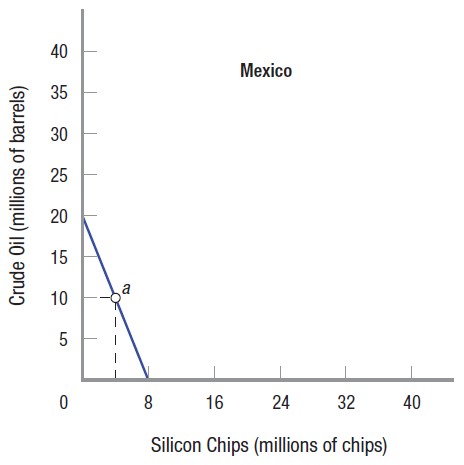 Mexico
Crude Oil (millions of barrels)
40
35
30
25
20
15
10
5
a
0 8 16 24 32 40
Silicon Chips (millions of chips)